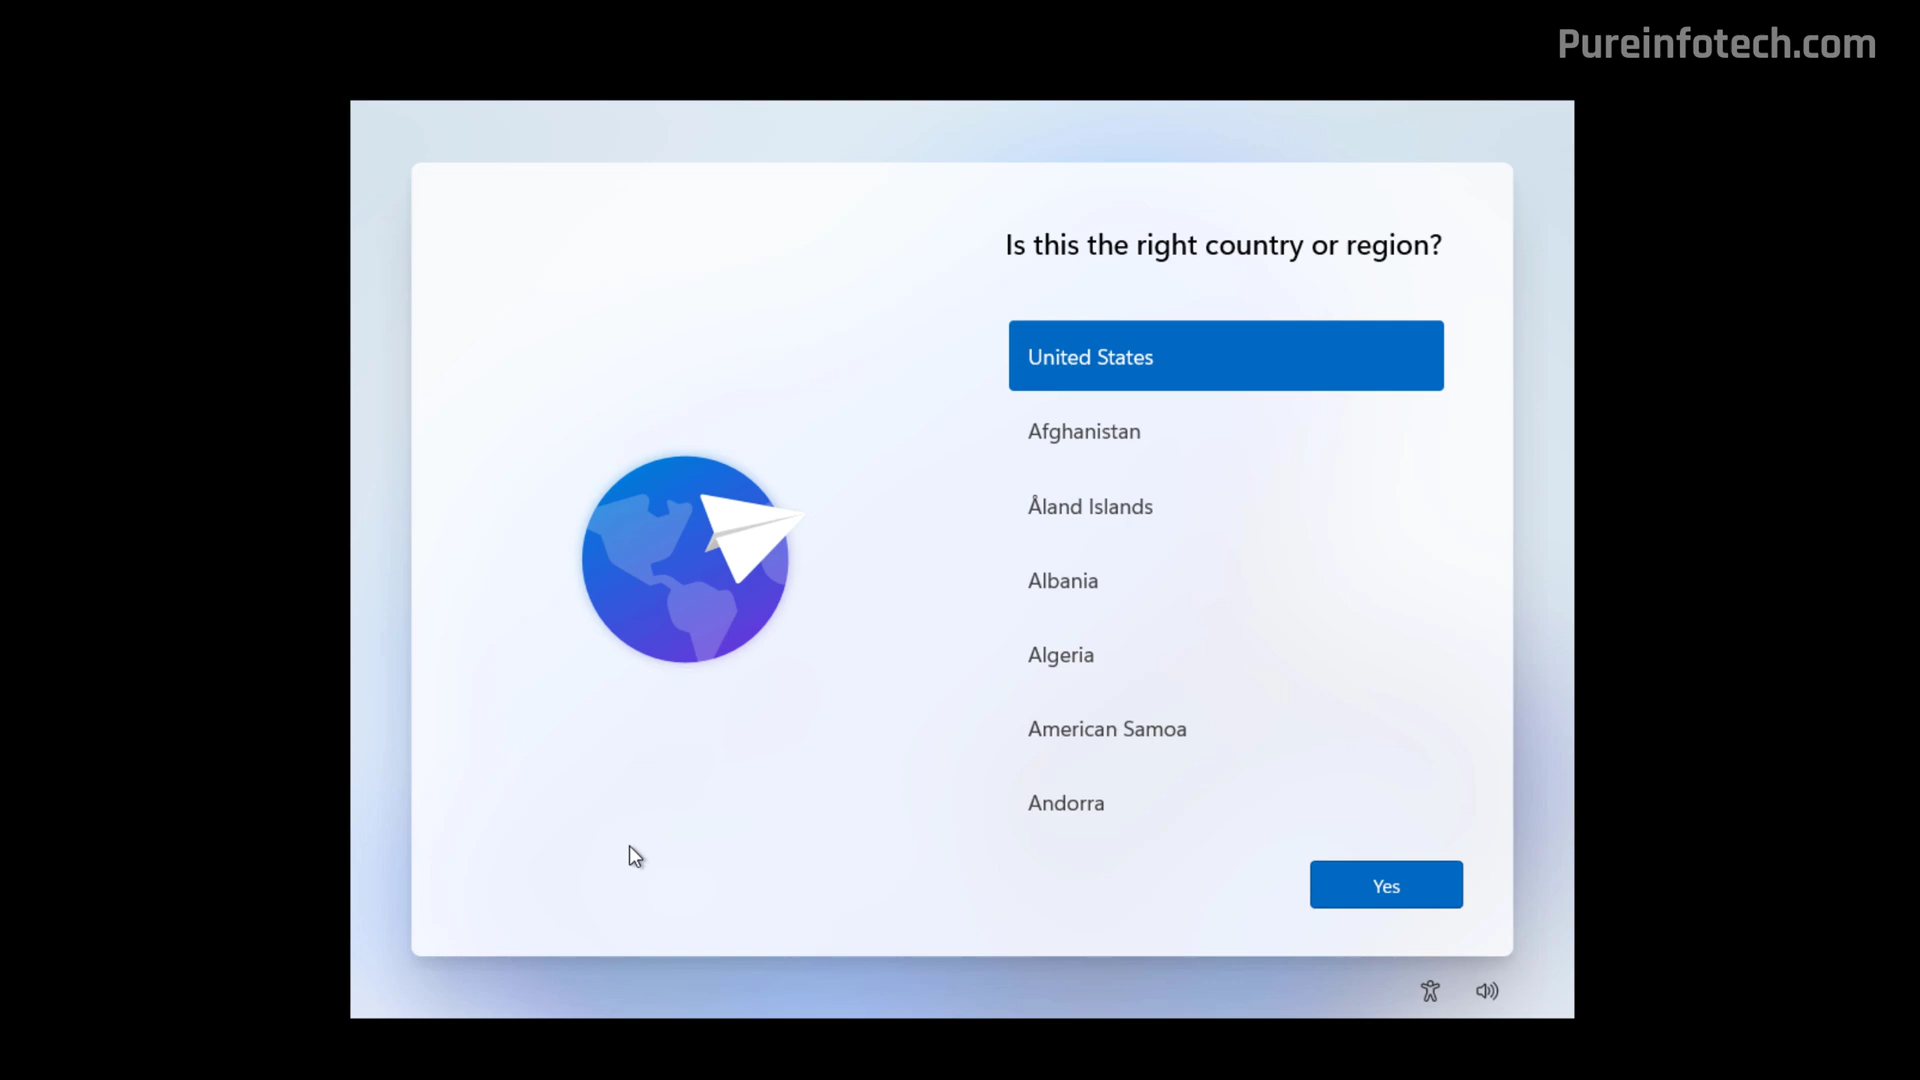 Pureinfotech.com
Is this the right country or region?
United States
Afghanistan
Åland Islands
Albania
Algeria
American Samoa
Andorra
Yes